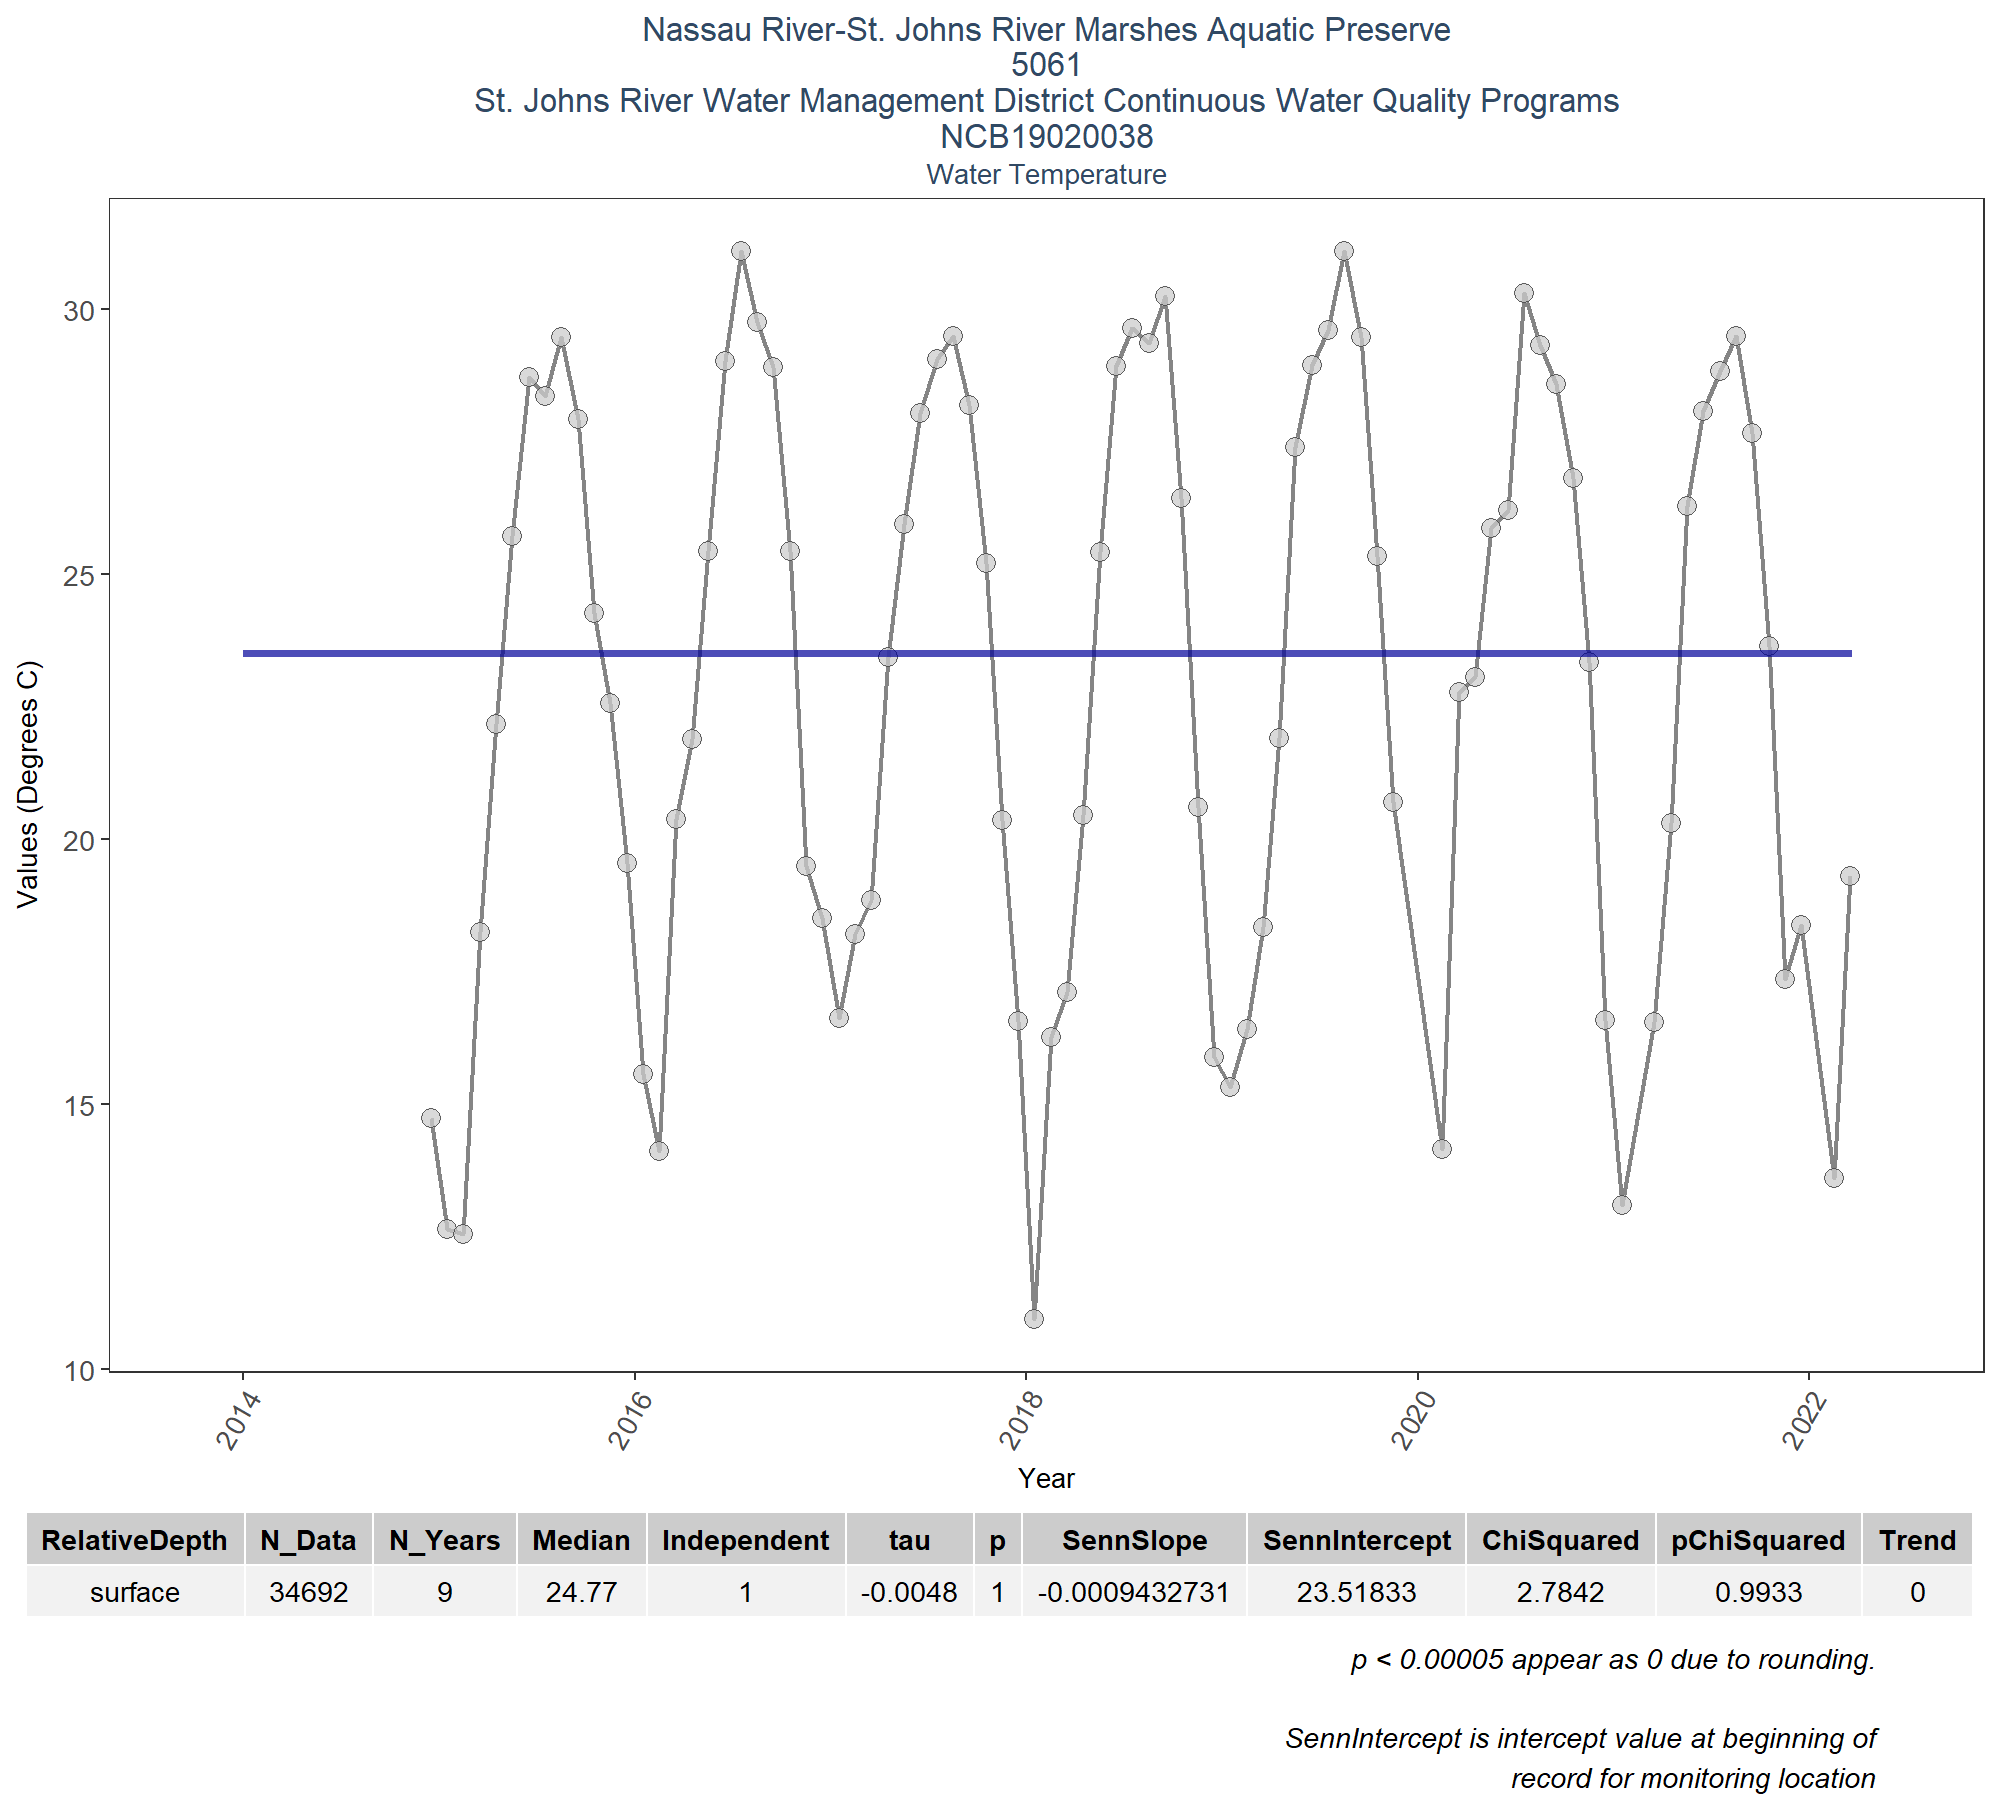 Nassau River-St. Johns River Marshes Aquatic Preserve
5061
St. Johns River Water Management District Continuous Water Quality Programs
NCB19020038
Water Temperature
Values (Degrees C)
30
25
20
15
10
2014
2016
2018
2020
2022
Year
RelativeDepth N_Data N_Years Median Independent tau p SennSlope SennIntercept ChiSquared pChiSquared Trend
surface 34692 9 24.77 1 -0.0048 1 -0.0009432731 23.51833 2.7842 0.9933 0
p < 0.00005 appear as 0 due to rounding.
SennIntercept is intercept value at beginning of
record for monitoring location